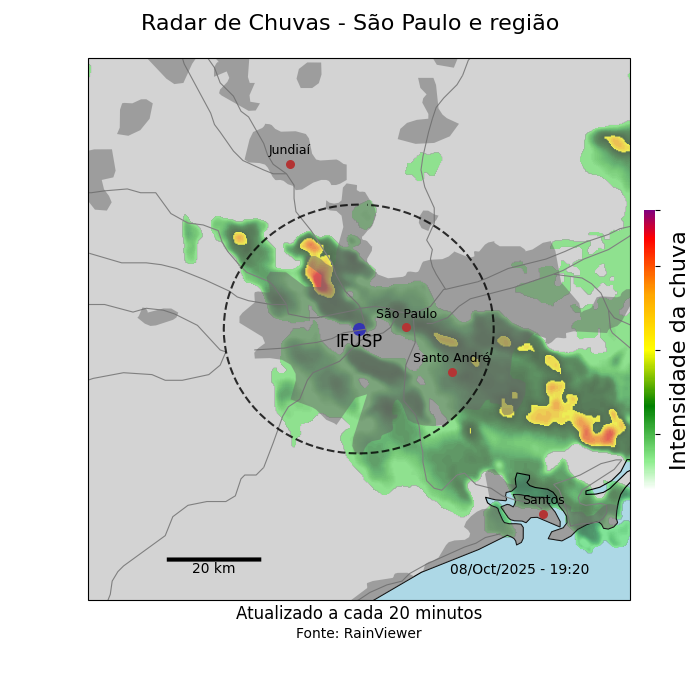 Radar de Chuvas - São Paulo e região
Jundiaí
São Paulo
IFUSP
Santo André
Santos
20 km
08/Oct/2025 - 19:20
Intensidade da chuva
Atualizado a cada 20 minutos
Fonte: RainViewer